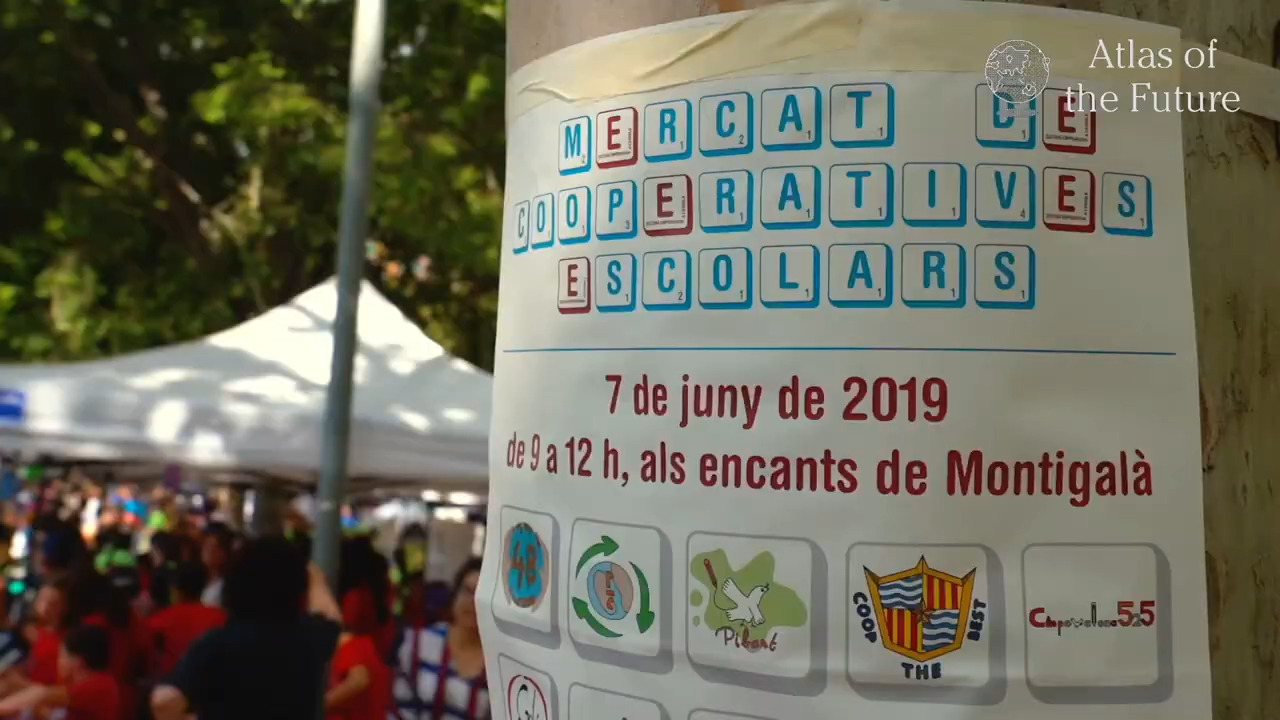 Atlas of
the Future
MERCAT DE
COOPERATIVES
ESCOLARS
7 de juny de 2019
de 9 a 12 h, als encants de Montigalà
Pibart
COOP THE BEST